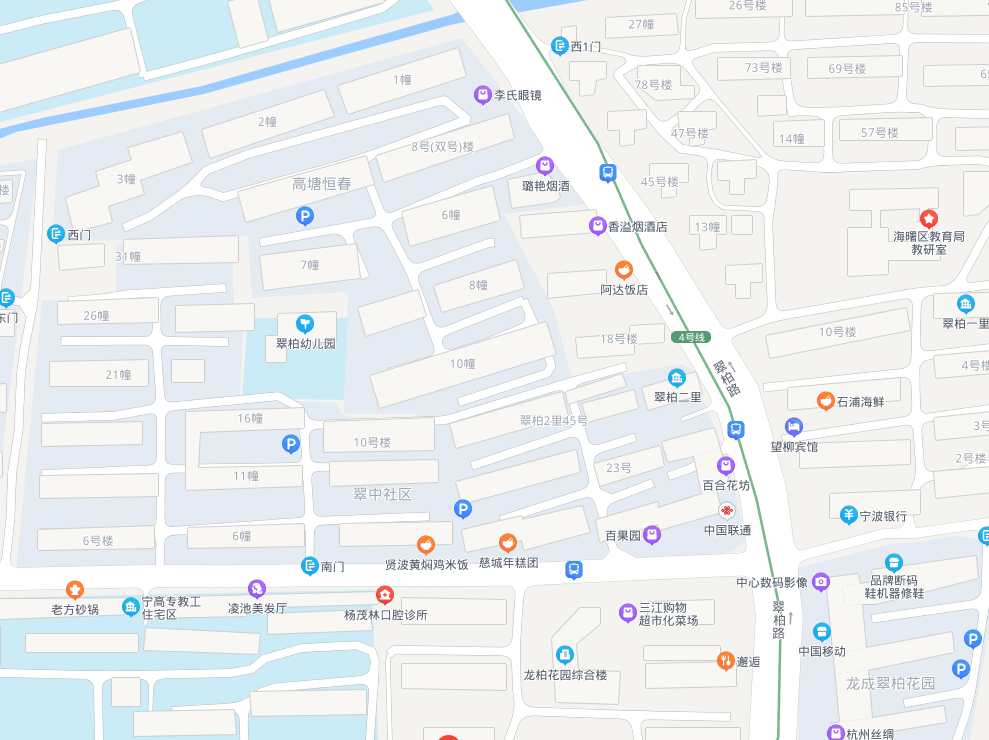 85号楼
26号楼
27幢
西1门
73号楼
69号楼
1幢
78号楼
李氏眼镜
2幢
47号楼
57号楼
14幢
8号(双号)楼
3幢
高塘恒春
璐艳烟酒
45号楼
楼
6幢
香溢烟酒店
13幢
西门
海曙区教育局
教研室
31幢
7幢
8幢
阿达饭店
东门
26幢
翠柏幼儿园
18号楼
4号线
10号楼
翠柏一里
10幢
4号楼
21幢
翠柏路
翠柏二里
石浦海鲜
16幢
翠柏2里45号
3号
10号楼
望柳宾馆
2号楼
11幢
23号
百合花坊
翠中社区
宁波银行
中国联通
6号楼
6幢
百果园
南门
贤波黄焖鸡米饭
慈城年糕团
品牌断码
鞋机器修鞋
中心数码影像
老方砂锅
宁高专教工
住宅区
凌池美发厅
杨茂林口腔诊所
三江购物
超市化菜场
翠柏路
中国移动
邂逅
龙柏花园综合楼
龙成翠柏花园
杭州丝绸